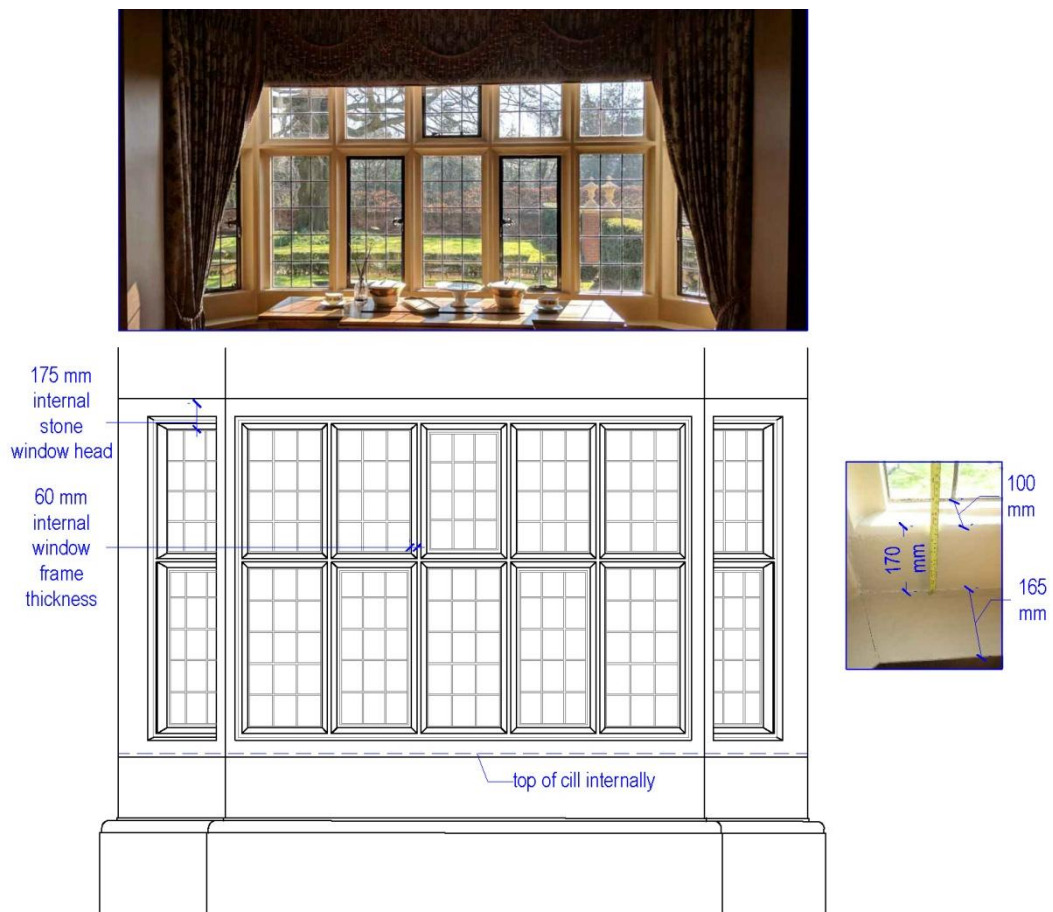 175 mm
internal
stone
window head
60 mm
internal
window
frame
thickness
top of cill internally
100
mm
170
mm
165
mm